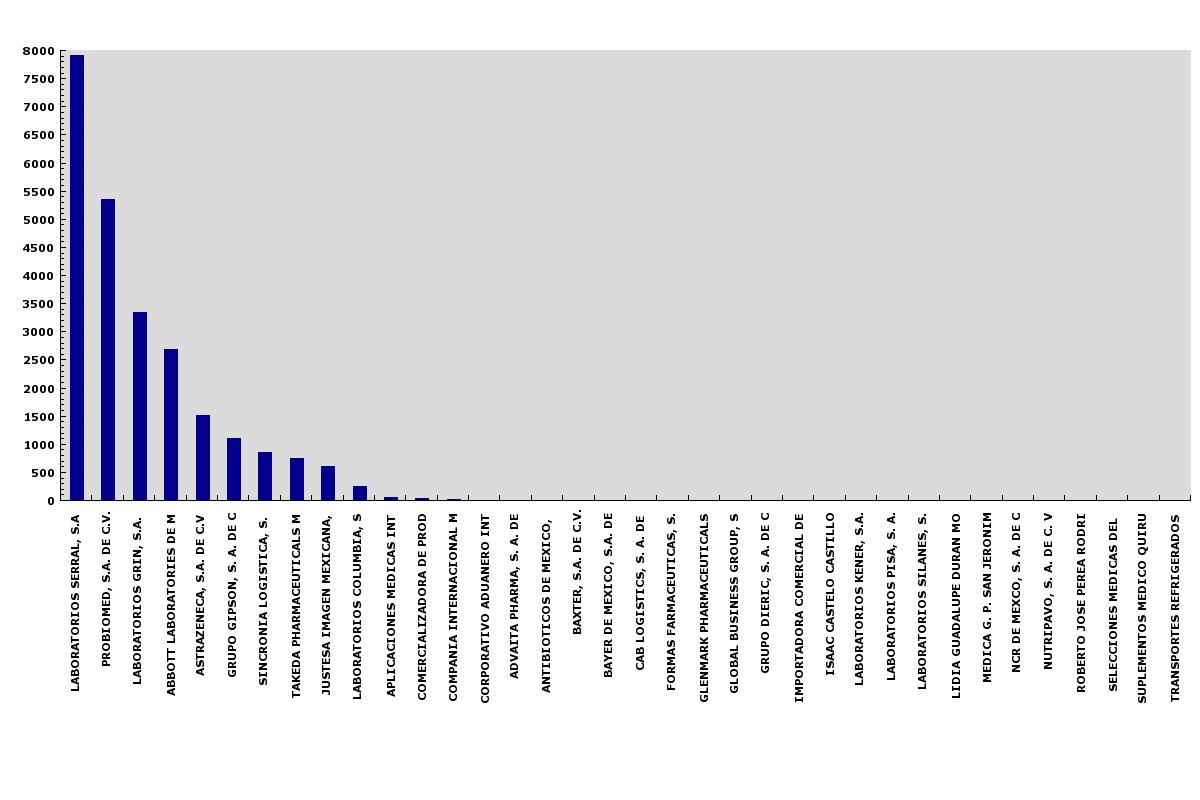 8000
7500
7000
6500
6000
5500
5000
4500
4000
3500
3000
2500
2000
1500
1000
500
0
LABORATORIOS SERRAL, S.A
PROBIOMED, S.A. DE C.V.
LABORATORIOS GRIN, S.A.
ABBOTT LABORATORIES DE M
ASTRAZENECA, S.A. DE C.V
GRUPO GIPSON, S. A. DE C
SINCRONIA LOGISTICA, S.
TAKEDA PHARMACEUTICALS M
JUSTESA IMAGEN MEXICANA,
LABORATORIOS COLUMBIA, S
APLICACIONES MEDICAS INT
COMERCIALIZADORA DE PROD
COMPANIA INTERNACIONAL M
CORPORATIVO ADUANERO INT
ADVAITA PHARMA, S. A. DE
ANTIBIOTICOS DE MEXICO,
BAXTER, S.A. DE C.V.
BAYER DE MEXICO, S.A. DE
CAB LOGISTICS, S. A. DE
FORMAS FARMACEUTICAS, S.
GLENMARK PHARMACEUTICALS
GLOBAL BUSINESS GROUP, S
GRUPO DIERIC, S. A. DE C
IMPORTADORA COMERCIAL DE
ISAAC CASTELO CASTILLO
LABORATORIOS KENER, S.A.
LABORATORIOS PISA, S. A.
LABORATORIOS SILANES, S.
LIDIA GUADALUPE DURAN MO
MEDICA G. P. SAN JERONIM
NCR DE MEXCO, S. A. DE C
NUTRIPAVO, S. A. DE C. V
ROBERTO JOSE PEREA RODRI
SELECCIONES MEDICAS DEL
SUPLEMENTOS MEDICO QUIRU
TRANSPORTES REFRIGERADOS